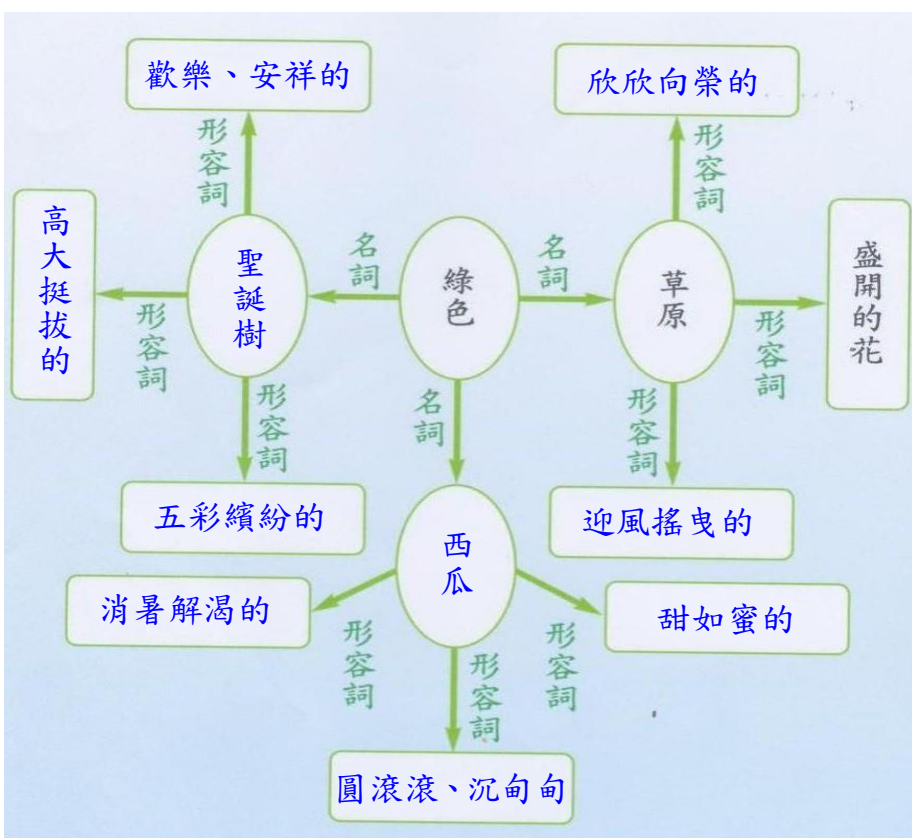 歡樂、安祥的
欣欣向榮的
形容詞
形容詞
高大挺拔的
聖誕樹
名詞
綠色
名詞
草原
盛開的花
形容詞
形容詞
形容詞
名詞
形容詞
五彩繽紛的
西瓜
迎風搖曳的
消暑解渴的
甜如蜜的
形容詞
形容詞
形容詞
圓滾滾、沉甸甸